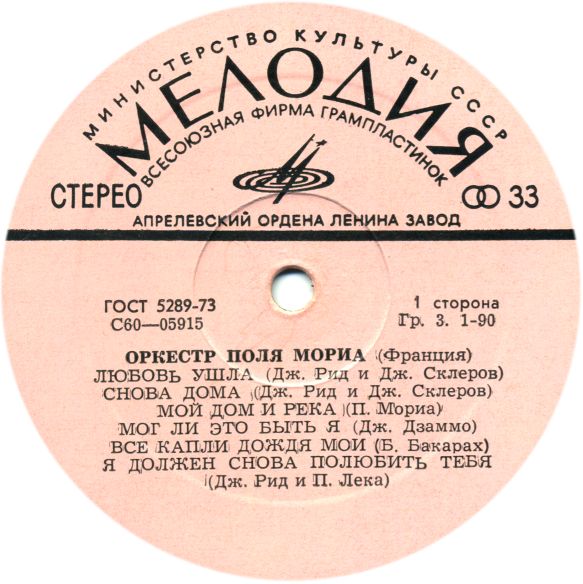 МИНИСТЕРСТВО КУЛЬТУРЫ СССР
МЕЛОДИЯ
ВСЕСОЮЗНАЯ ФИРМА ГРАМПЛАСТИНОК
СТЕРЕО 33
АПРЕЛЕВСКИЙ ОРДЕНА ЛЕНИНА ЗАВОД
ГОСТ 5289-73 1 сторона
С60—05915 Гр. 3. 1-90
ОРКЕСТР ПОЛЯ МОРИА (Франция)
ЛЮБОВЬ УШЛА (Дж. Рид и Дж. Склеров)
СНОВА ДОМА (Дж. Рид и Дж. Склеров)
МОЙ ДОМ И РЕКА (П. Мориа)
МОГ ЛИ ЭТО БЫТЬ Я (Дж. Дзаммо)
ВСЕ КАПЛИ ДОЖДЯ МОИ (Б. Бакарах)
Я ДОЛЖЕН СНОВА ПОЛЮБИТЬ ТЕБЯ
(Дж. Рид и П. Лека)